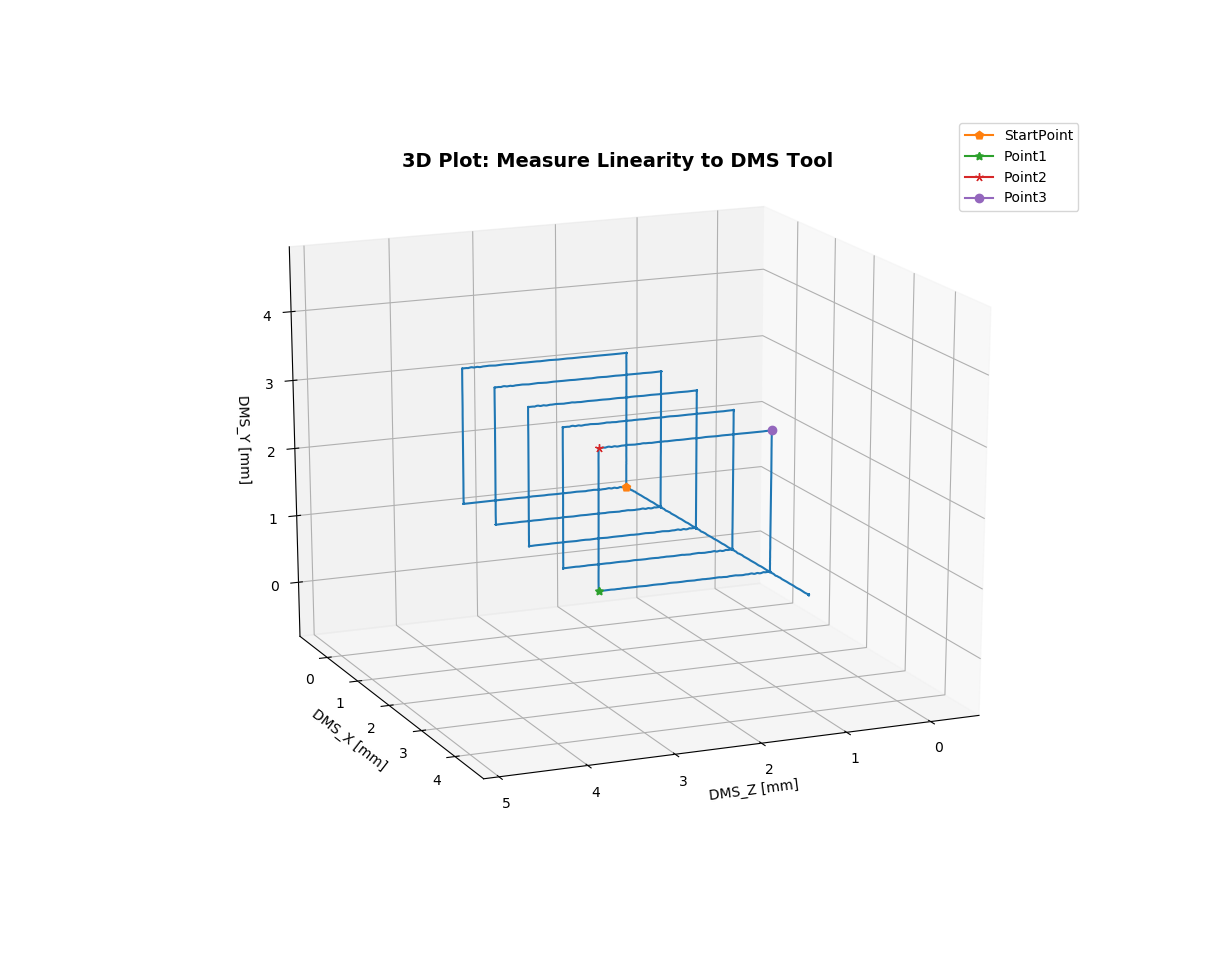 StartPoint
Point1
Point2
Point3
3D Plot: Measure Linearity to DMS Tool
4
3
2
1
0
DMS_Y [mm]
0
1
2
3
4
DMS_X [mm]
5
4
3
2
1
0
DMS_Z [mm]